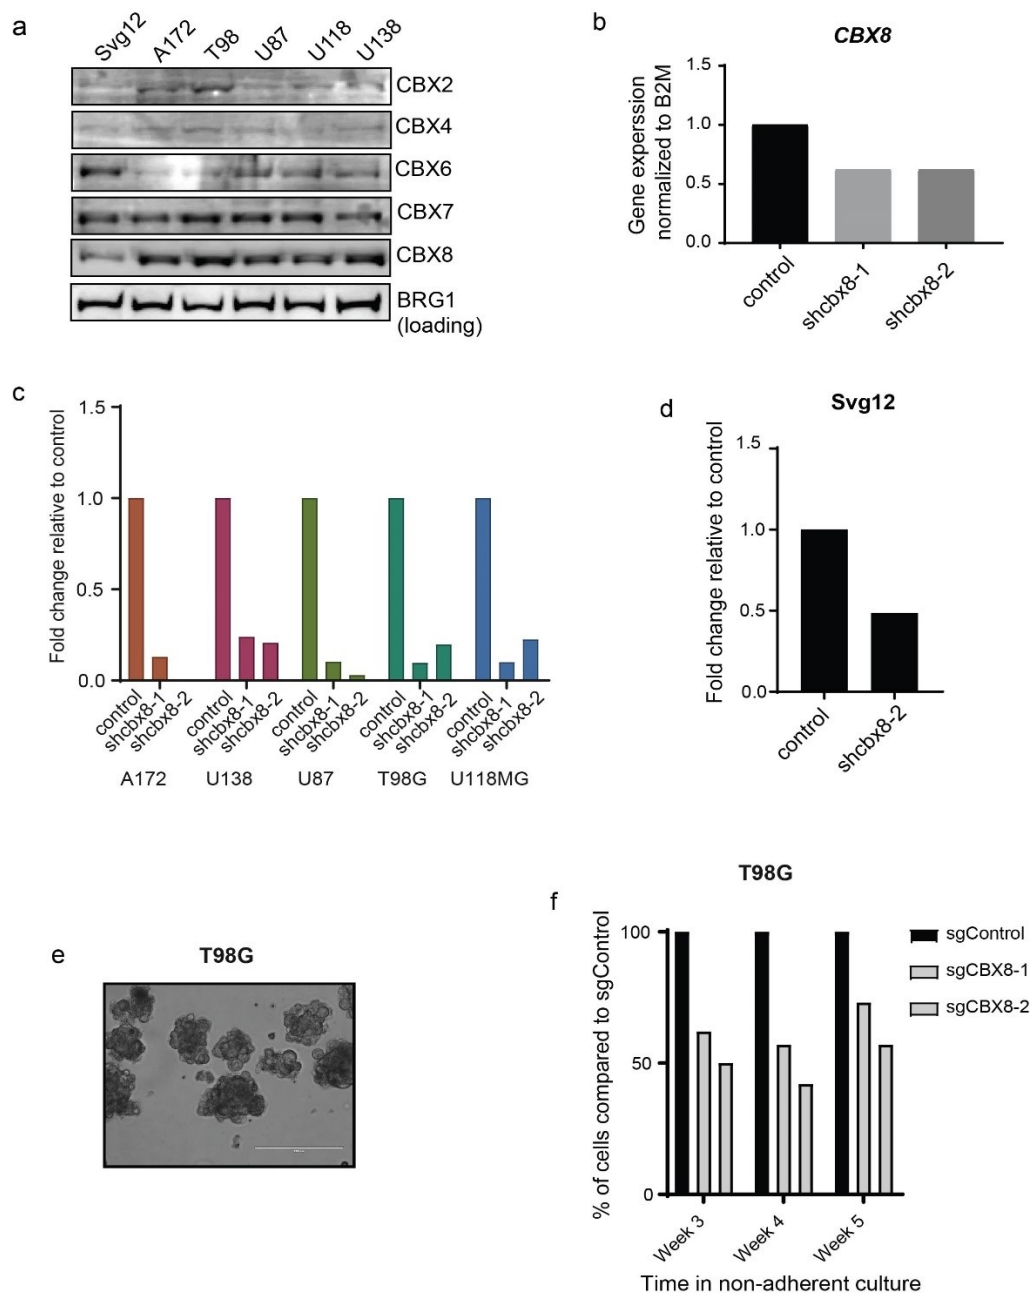 a
Svg12 A172 T98 U87 U118 U138
CBX2
CBX4
CBX6
CBX7
CBX8
BRG1
(loading)
b
CBX8
Gene experssion
normalized to B2M
1.5
1.0
0.5
0.0
control shcbx8-1 shcbx8-2
c
Fold change relative to control
1.5
1.0
0.5
0.0
control shcbx8-1 shcbx8-2 control shcbx8-1 shcbx8-2 control shcbx8-1 shcbx8-2 control shcbx8-1 shcbx8-2 control shcbx8-1 shcbx8-2
A172 U138 U87 T98G U118MG
d
Svg12
Fold change relative to control
1.5
1.0
0.5
0.0
control shcbx8-2
e
T98G
f
T98G
% of cells compared to sgControl
100
50
0
Week 3 Week 4 Week 5
Time in non-adherent culture
sgControl
sgCBX8-1
sgCBX8-2